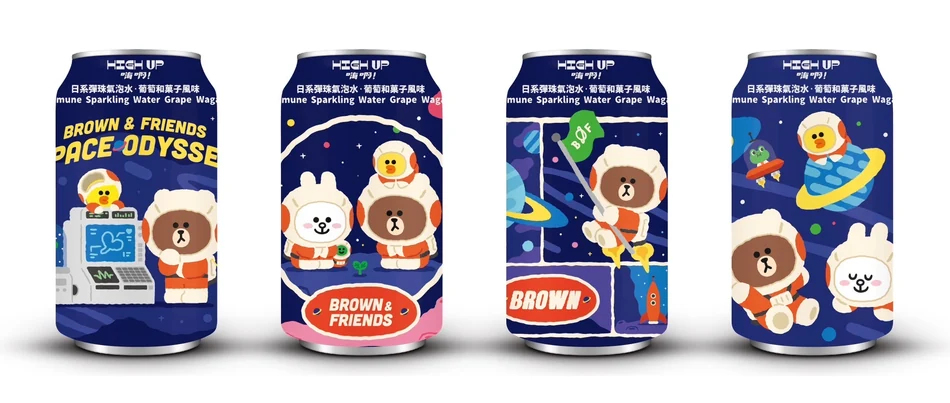 HIGH UP
嗨啊!
日系彈珠氣泡水·葡萄和菓子風味
mune Sparkling Water Grape Waga
BROWN & FRIENDS
PACE ODYSSE
HIGH UP
嗨啊!
日系彈珠氣泡水·葡萄和菓子風味
mune Sparkling Water Grape Waga
BROWN &
FRIENDS
HIGH UP
嗨啊!
日系彈珠氣泡水·葡萄和菓子風味
mune Sparkling Water Grape Waga
B&F
BROWN
HIGH UP
嗨啊!
日系彈珠氣泡水·葡萄和菓子風味
mune Sparkling Water Grape Waga